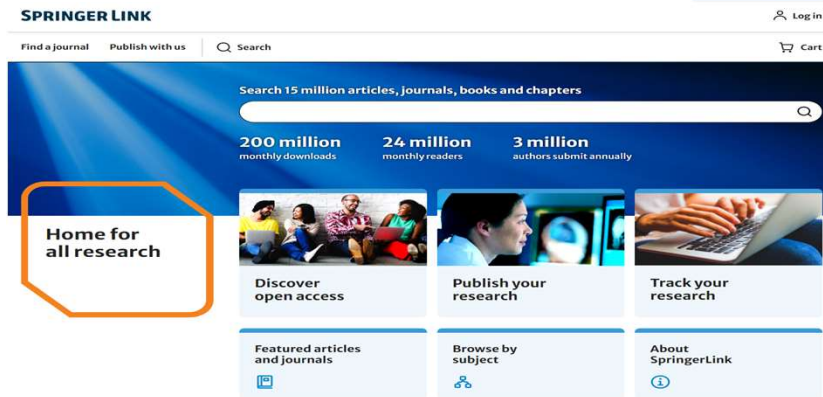 SPRINGER LINK
Log in
Find a journal
Publish with us
Search
Cart
Search 15 million articles, journals, books and chapters
200 million
monthly downloads
24 million
monthly readers
3 million
authors submit annually
Home for
all research
Discover
open access
Publish your
research
Track your
research
Featured articles
and journals
Browse by
subject
About
SpringerLink